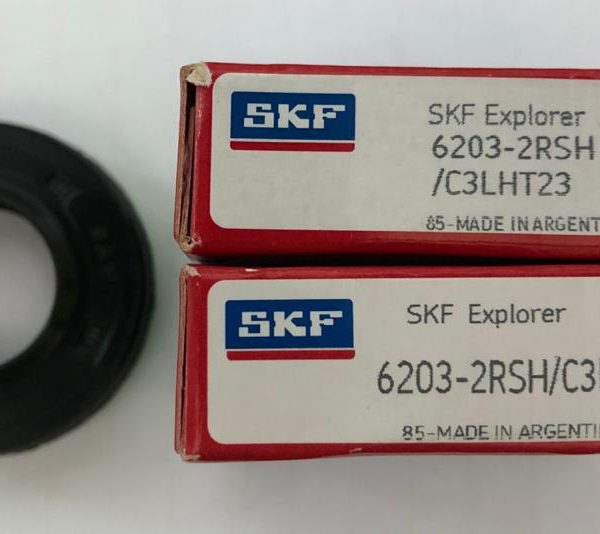 SKF
SKF Explorer
6203-2RSH
/C3LHT23
85-MADE IN ARGENT
SKF
SKF Explorer
6203-2RSH/C3
85-MADE IN ARGENTI